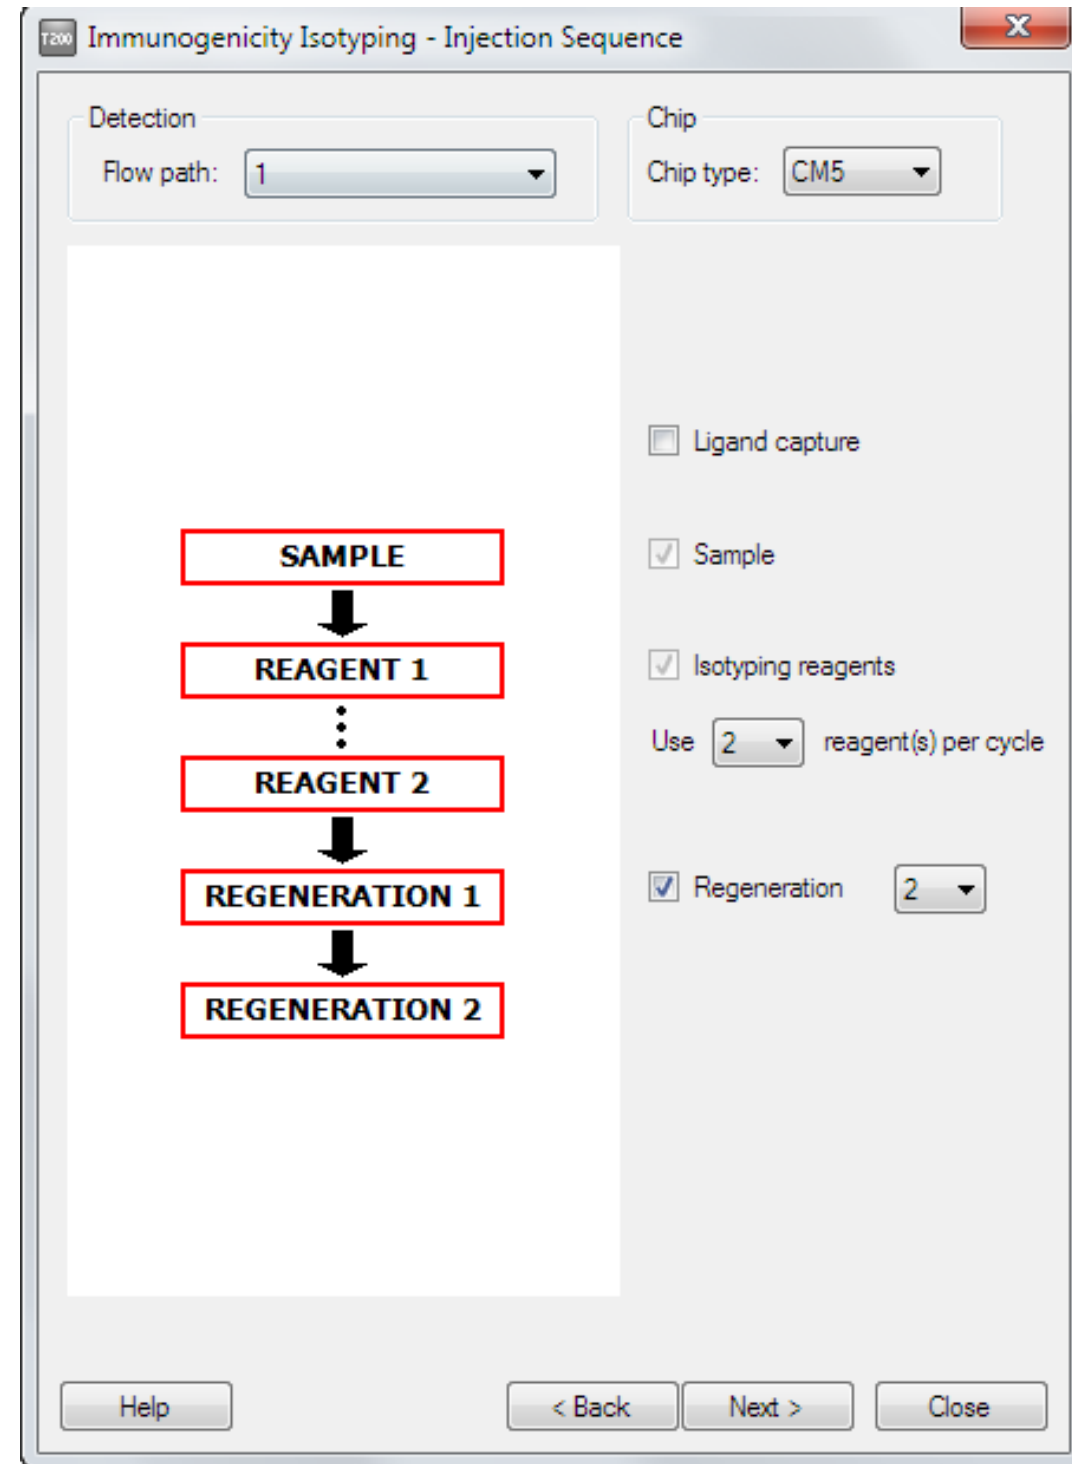 T200 Immunogenicity Isotyping - Injection Sequence
X
Detection
Flow path: 1
Chip
Chip type: CM5
Ligand capture
SAMPLE
Sample
REAGENT 1
Isotyping reagents
Use 2 reagent(s) per cycle
REAGENT 2
REGENERATION 1
Regeneration 2
REGENERATION 2
Help
< Back
Next >
Close